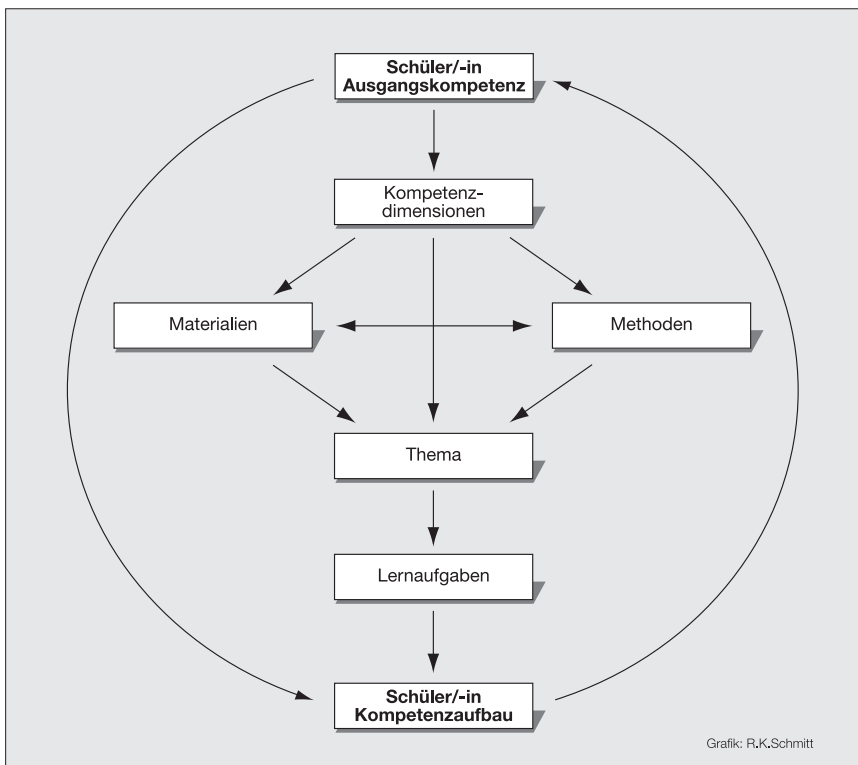 Schüler/-in
Ausgangskompetenz
Kompetenz-
dimensionen
Materialien
Methoden
Thema
Lernaufgaben
Schüler/-in
Kompetenzaufbau
Grafik: R.K.Schmitt